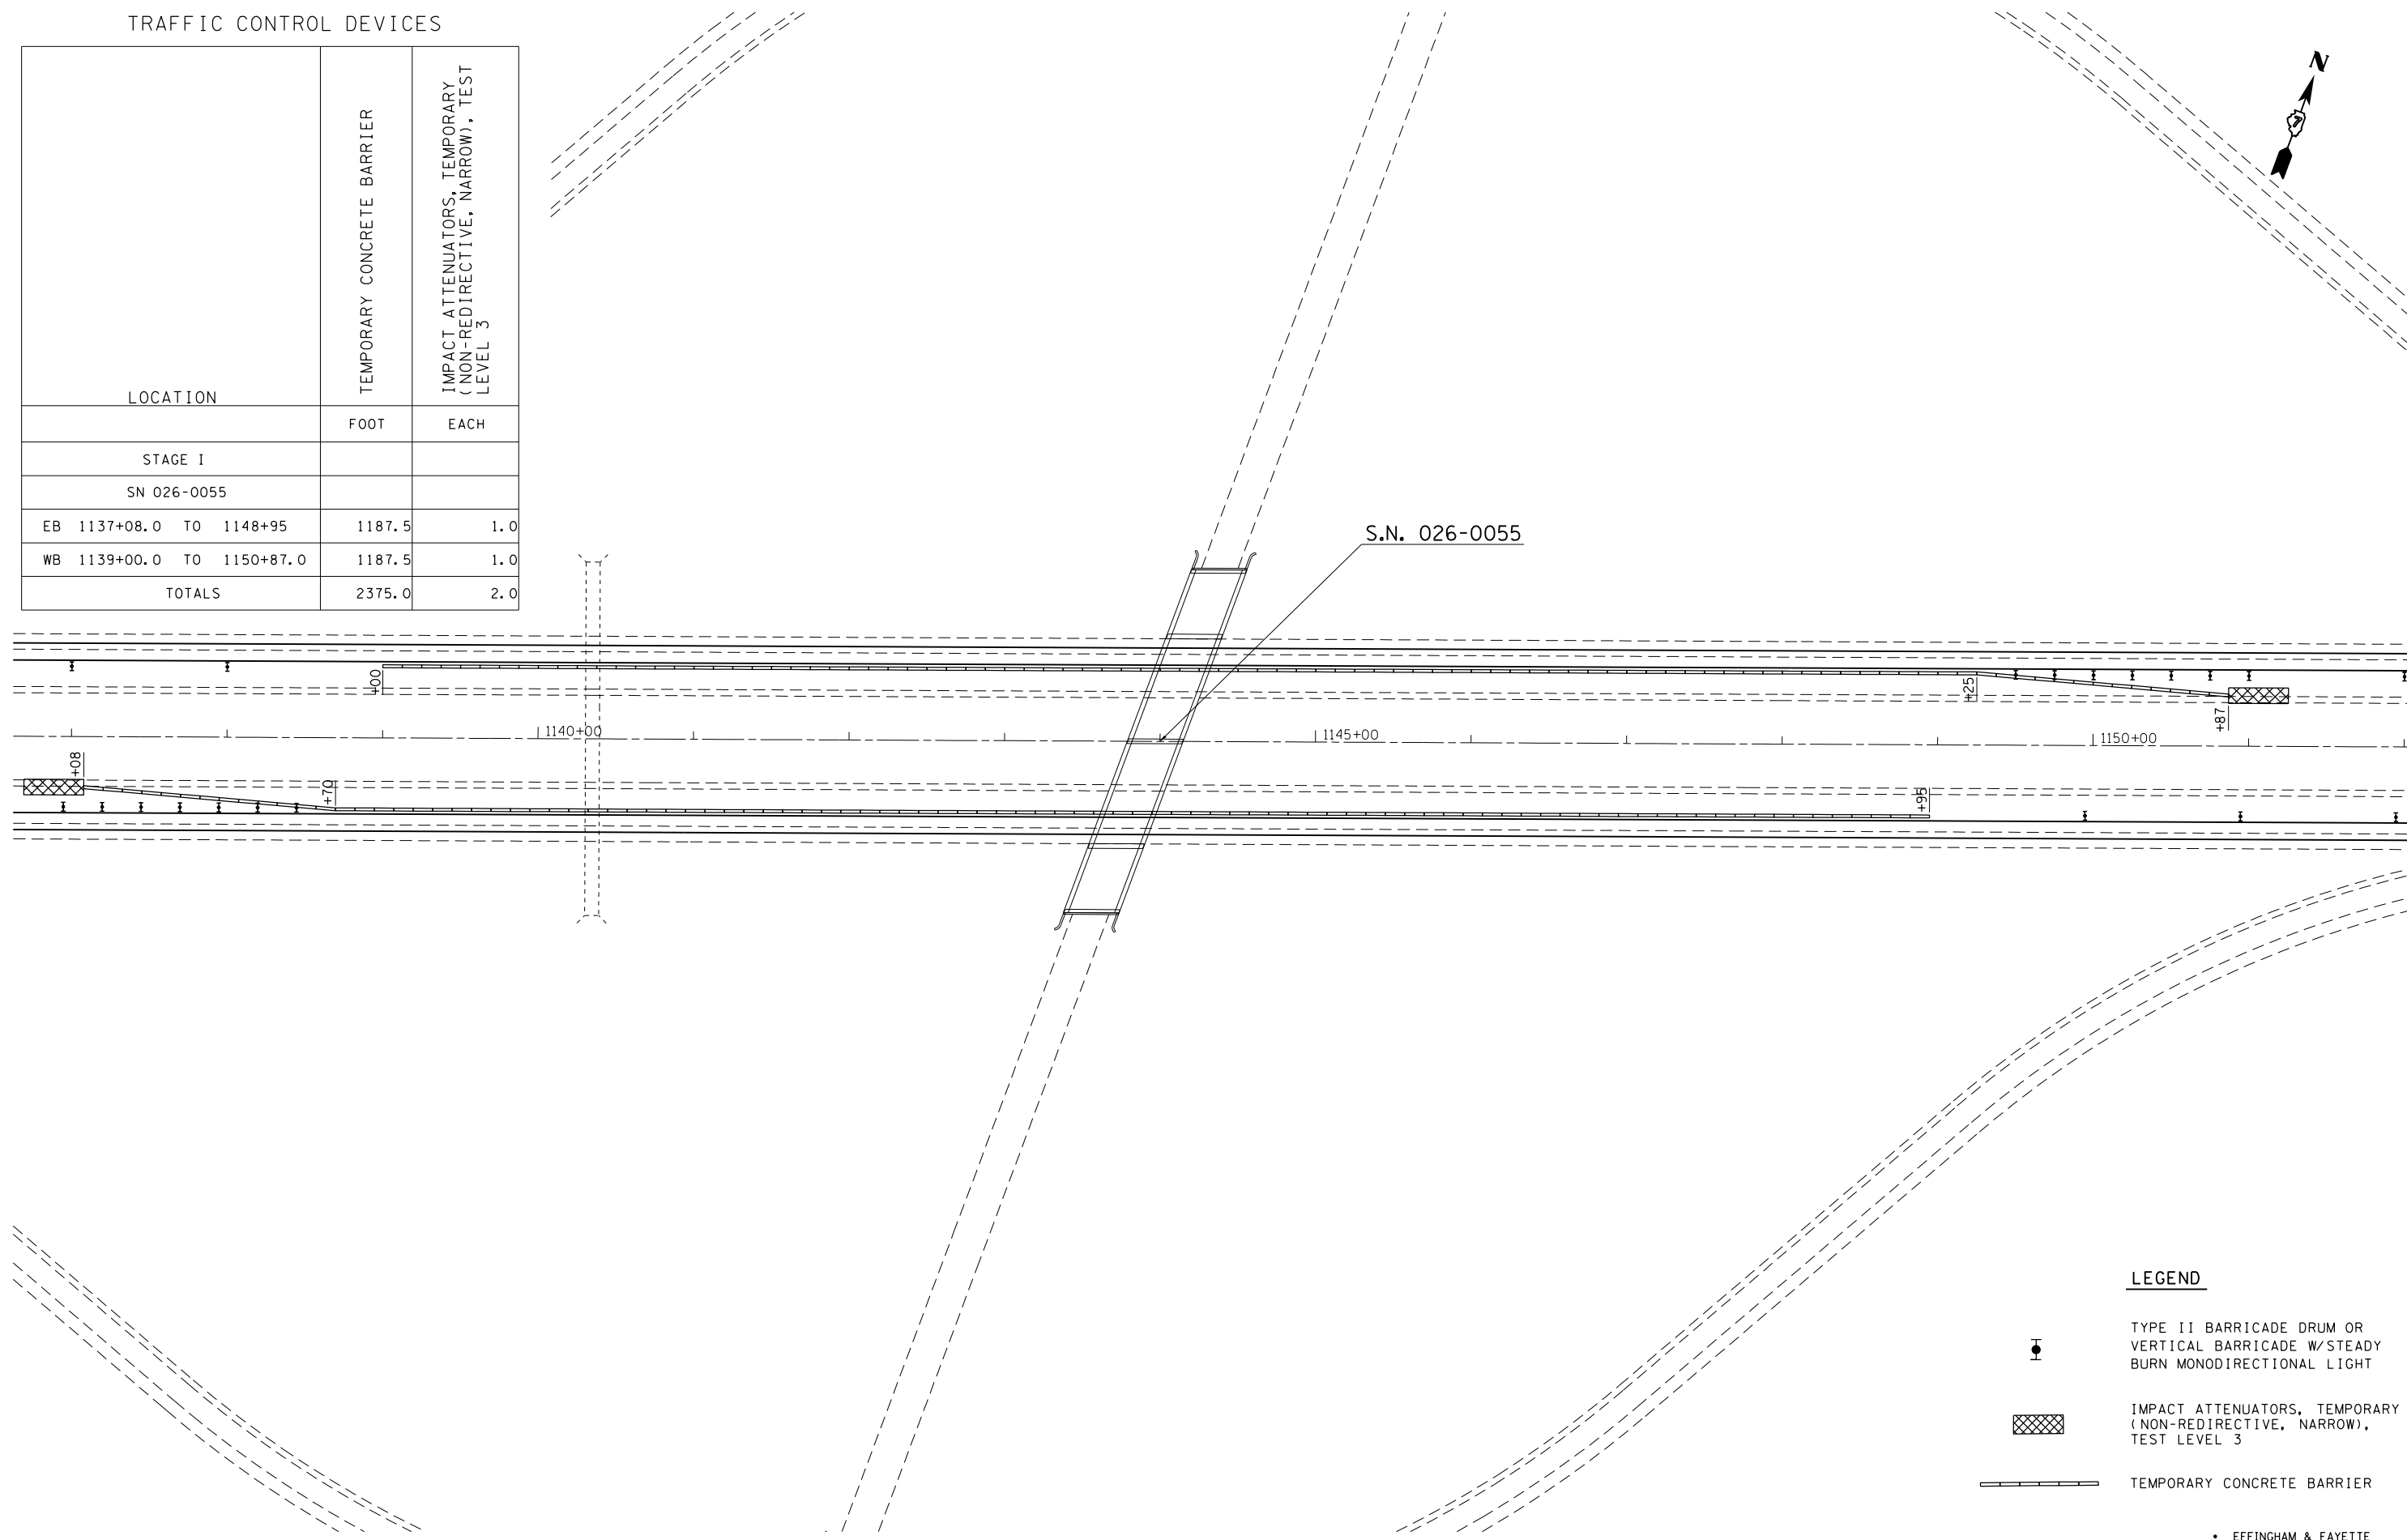 TRAFFIC CONTROL DEVICES
LOCATION
TEMPORARY CONCRETE BARRIER
IMPACT ATTENUATORS, TEMPORARY
(NON-REDIRECTIVE, NARROW), TEST
LEVEL 3
FOOT EACH
STAGE I
SN 026-0055
EB 1137+08.0 TO 1148+95 1187.5 1.0
WB 1139+00.0 TO 1150+87.0 1187.5 1.0
TOTALS 2375.0 2.0
N
7
S.N. 026-0055
+00
+25
+87
1140+00
1145+00
1150+00
+08
+70
+95
LEGEND
TYPE II BARRICADE DRUM OR
VERTICAL BARRICADE W/STEADY
BURN MONODIRECTIONAL LIGHT
IMPACT ATTENUATORS, TEMPORARY
(NON-REDIRECTIVE, NARROW),
TEST LEVEL 3
TEMPORARY CONCRETE BARRIER
• EFFINGHAM & FAYETTE